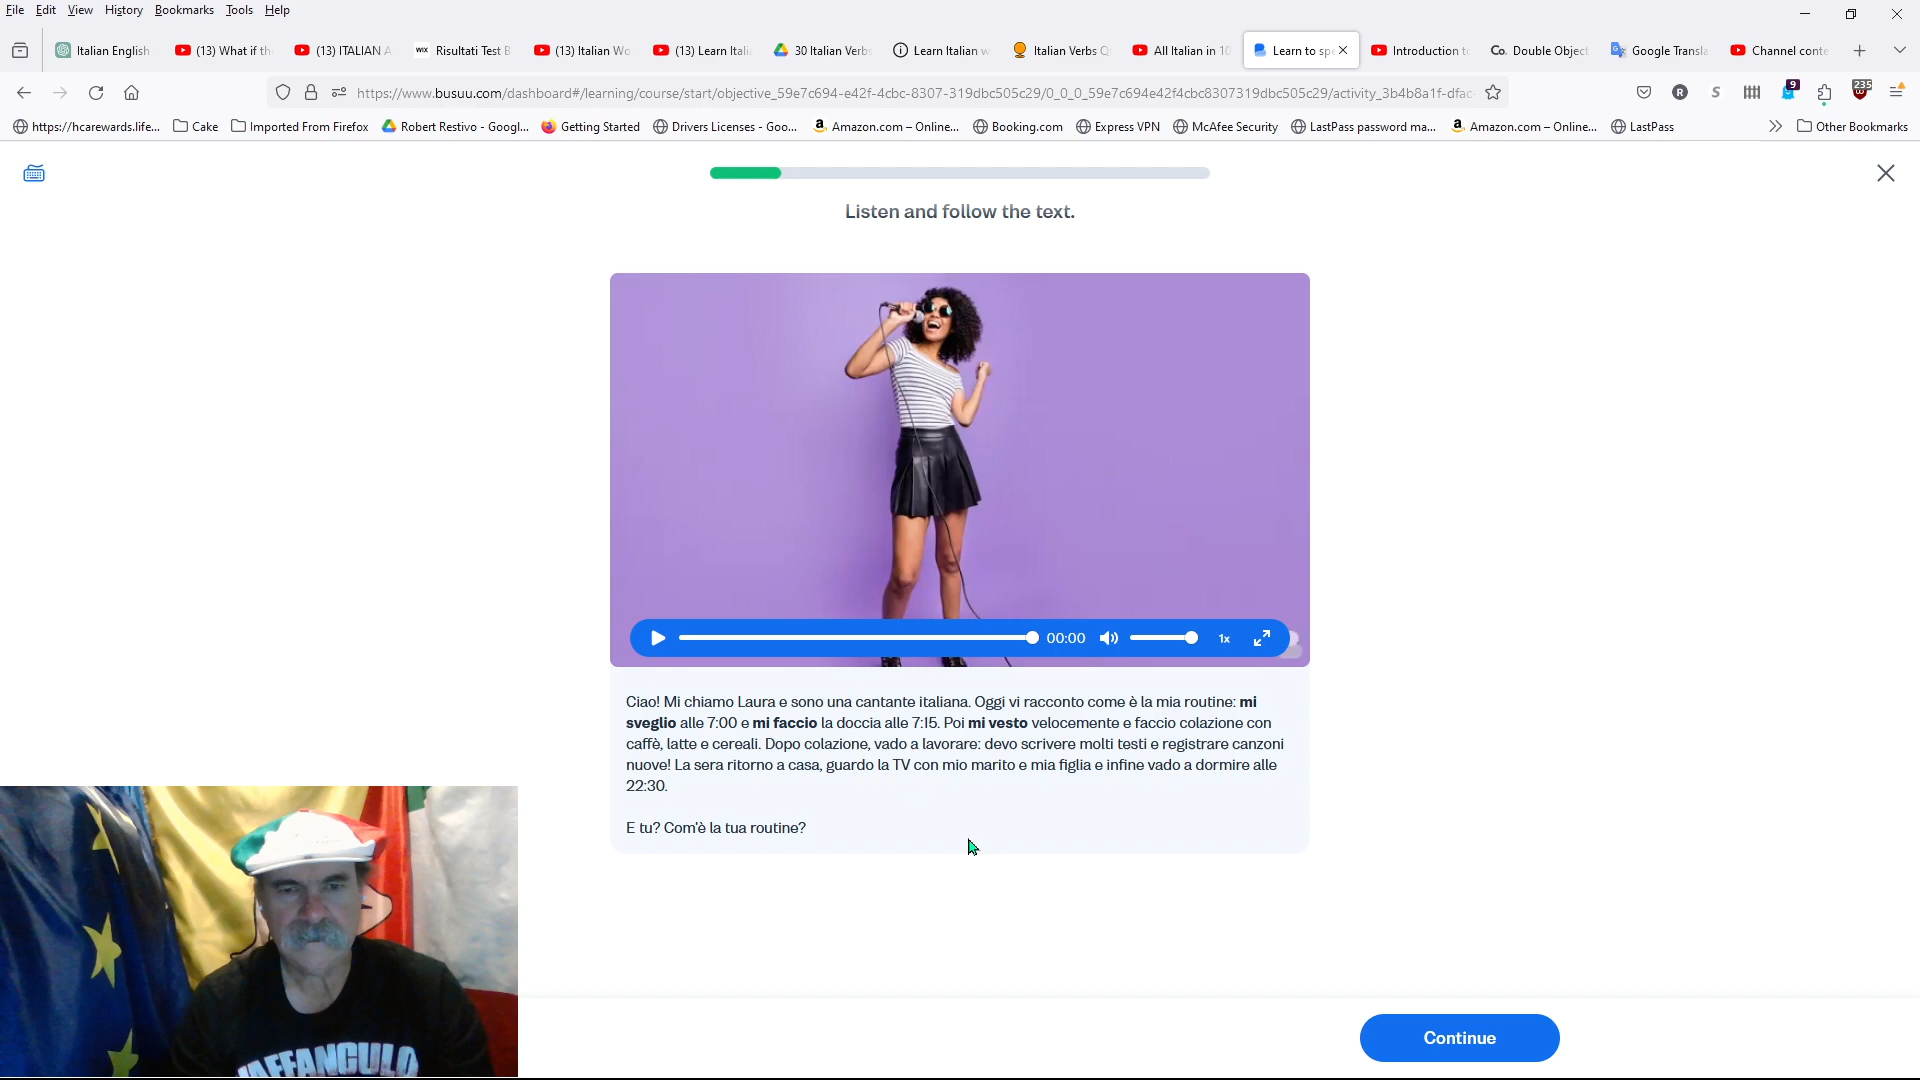 File Edit View History Bookmarks Tools Help
Italian English
(13) What if th
(13) ITALIAN A
WIX Risultati Test B
(13) Italian Wo
(13) Learn Itali
30 Italian Verbs
Learn Italian w
Italian Verbs Q
All Italian in 10
Learn to spe
Introduction to
Co. Double Object
Google Transla
Channel conte
https://www.busuu.com/dashboard#/learning/course/start/objective_59e7c694-e42f-4cbc-8307-319dbc505c29/0_0_0_59e7c694e42f4cbc8307319dbc505c29/activity_3b4b8a1f-dfac-
R
S
9
235
https://hcarewards.life... Cake Imported From Firefox Robert Restivo - Googl... Getting Started Drivers Licenses - Goo... Amazon.com – Online... Booking.com Express VPN McAfee Security LastPass password ma... Amazon.com – Online... LastPass Other Bookmarks
Listen and follow the text.
00:00 1x
Ciao! Mi chiamo Laura e sono una cantante italiana. Oggi vi racconto come è la mia routine: mi
sveglio alle 7:00 e mi faccio la doccia alle 7:15. Poi mi vesto velocemente e faccio colazione con
caffè, latte e cereali. Dopo colazione, vado a lavorare: devo scrivere molti testi e registrare canzoni
nuove! La sera ritorno a casa, guardo la TV con mio marito e mia figlia e infine vado a dormire alle
22:30.
E tu? Com'è la tua routine?
Continue